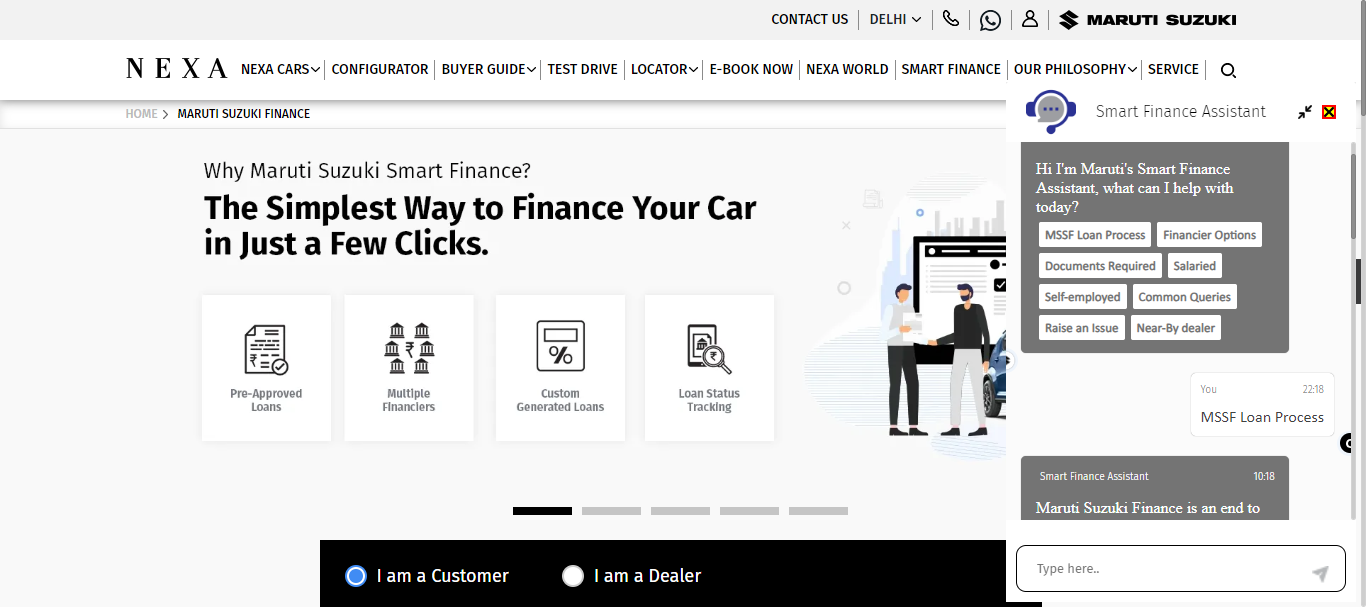 CONTACT US
DELHI
MARUTI SUZUKI
NEXA
NEXA CARS
CONFIGURATOR
BUYER GUIDE
TEST DRIVE
LOCATOR
E-BOOK NOW
NEXA WORLD
SMART FINANCE
OUR PHILOSOPHY
SERVICE
HOME
MARUTI SUZUKI FINANCE
Why Maruti Suzuki Smart Finance?
The Simplest Way to Finance Your Car
in Just a Few Clicks.
Pre-Approved
Loans
Multiple
Financiers
Custom
Generated Loans
Loan Status
Tracking
I am a Customer
I am a Dealer
Smart Finance Assistant
Hi I'm Maruti's Smart Finance
Assistant, what can I help with
today?
MSSF Loan Process
Financier Options
Documents Required
Salaried
Self-employed
Common Queries
Raise an Issue
Near-By dealer
You
22:18
MSSF Loan Process
Smart Finance Assistant
10:18
Maruti Suzuki Finance is an end to
Type here..